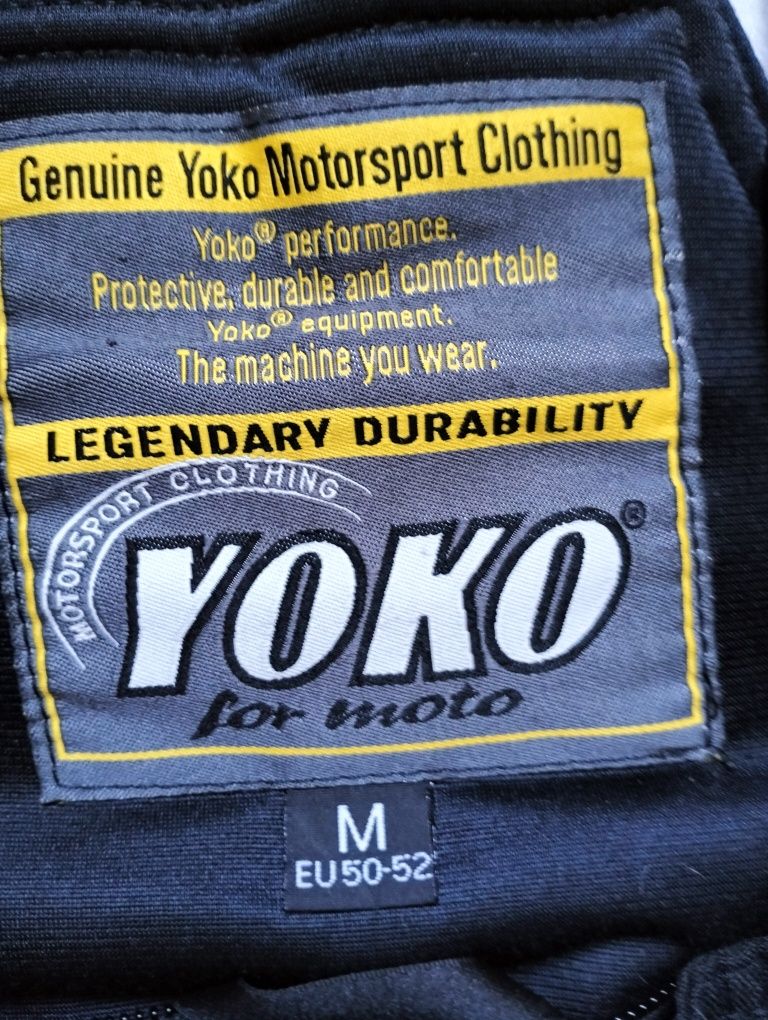 Genuine Yoko Motorsport Clothing
Yoko® performance.
Protective, durable and comfortable
Yoko® equipment.
The machine you wear.
LEGENDARY DURABILITY
MOTORSPORT CLOTHING
YOKO®
for moto
M
EU50-52